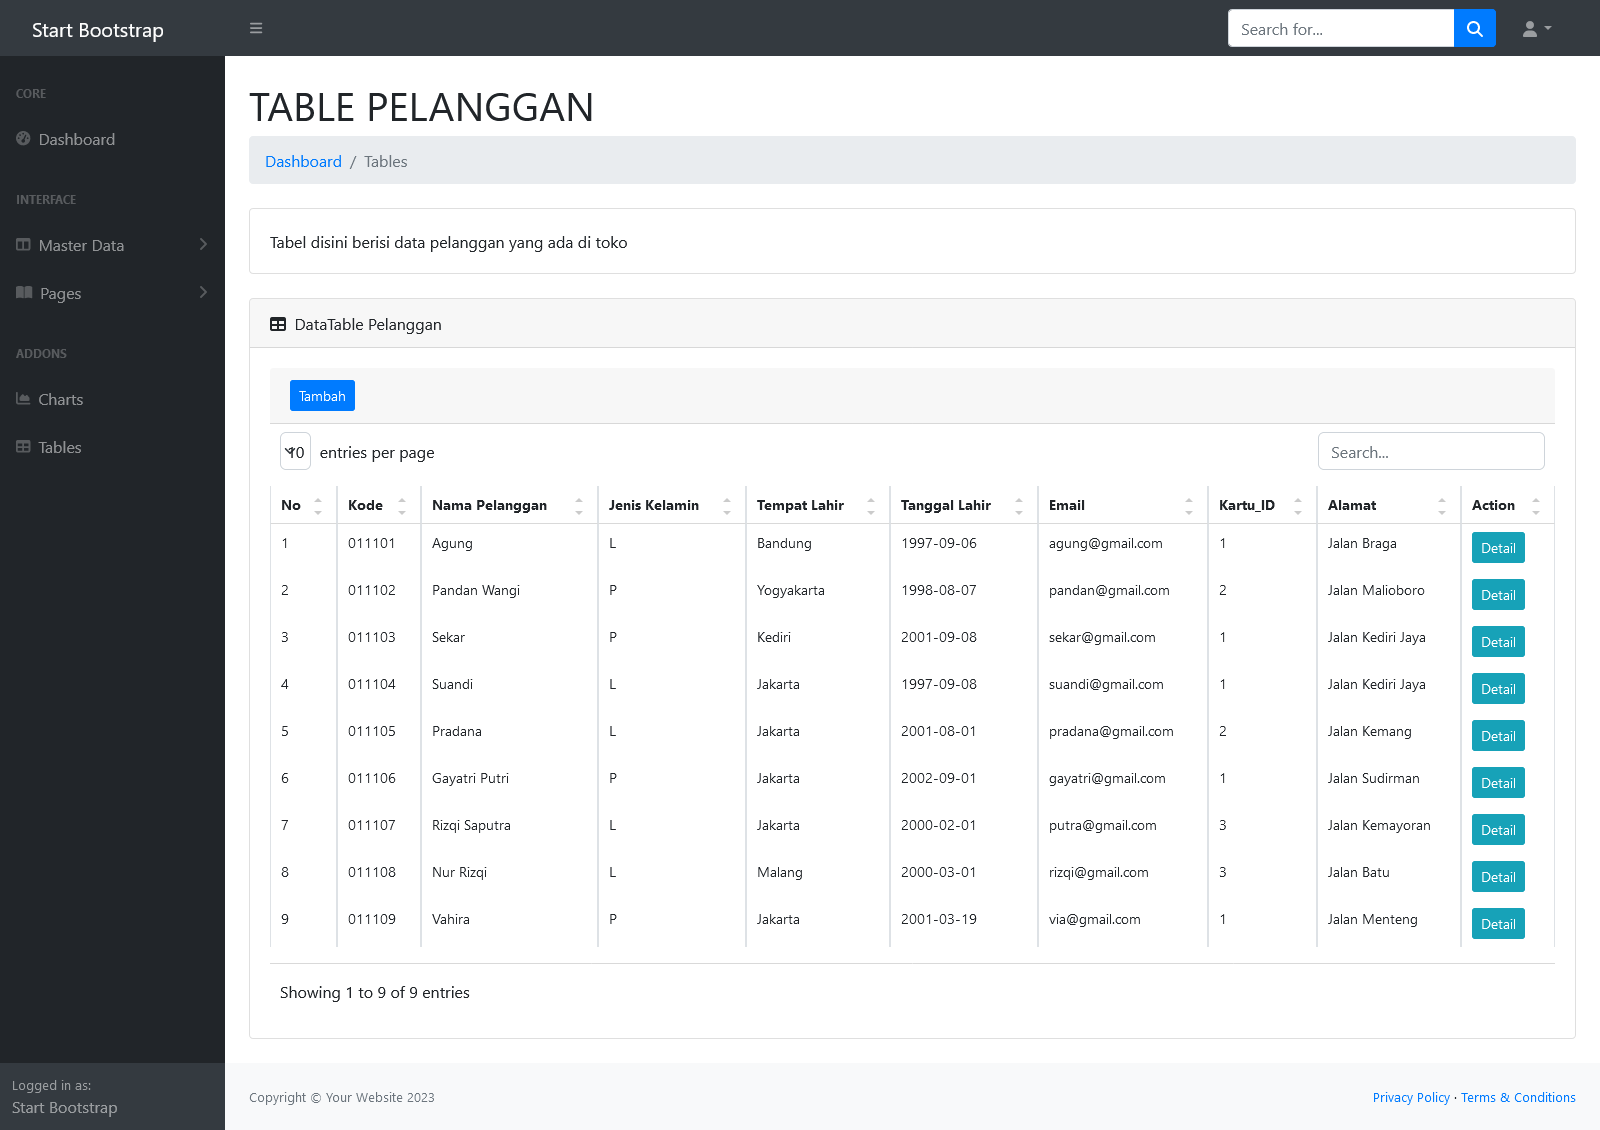 Start Bootstrap
Search for...
CORE
Dashboard
INTERFACE
Master Data
Pages
ADDONS
Charts
Tables
Logged in as:
Start Bootstrap
TABLE PELANGGAN
Dashboard / Tables
Tabel disini berisi data pelanggan yang ada di toko
DataTable Pelanggan
Tambah
10 entries per page
Search...
No Kode Nama Pelanggan Jenis Kelamin Tempat Lahir Tanggal Lahir Email Kartu_ID Alamat Action
1 011101 Agung L Bandung 1997-09-06 agung@gmail.com 1 Jalan Braga Detail
2 011102 Pandan Wangi P Yogyakarta 1998-08-07 pandan@gmail.com 2 Jalan Malioboro Detail
3 011103 Sekar P Kediri 2001-09-08 sekar@gmail.com 1 Jalan Kediri Jaya Detail
4 011104 Suandi L Jakarta 1997-09-08 suandi@gmail.com 1 Jalan Kediri Jaya Detail
5 011105 Pradana L Jakarta 2001-08-01 pradana@gmail.com 2 Jalan Kemang Detail
6 011106 Gayatri Putri P Jakarta 2002-09-01 gayatri@gmail.com 1 Jalan Sudirman Detail
7 011107 Rizqi Saputra L Jakarta 2000-02-01 putra@gmail.com 3 Jalan Kemayoran Detail
8 011108 Nur Rizqi L Malang 2000-03-01 rizqi@gmail.com 3 Jalan Batu Detail
9 011109 Vahira P Jakarta 2001-03-19 via@gmail.com 1 Jalan Menteng Detail
Showing 1 to 9 of 9 entries
Copyright © Your Website 2023
Privacy Policy · Terms & Conditions